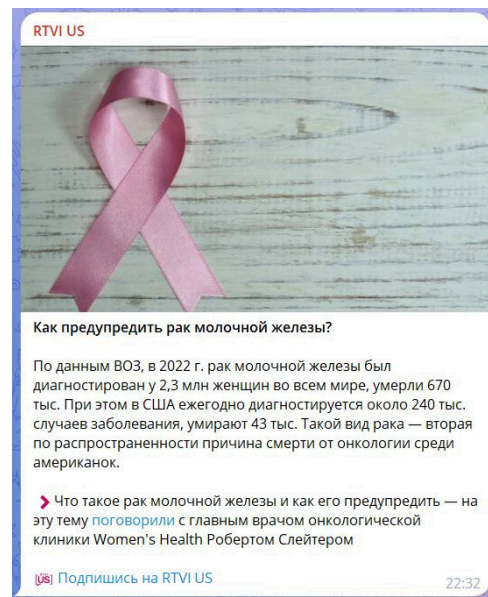 RTVI US
Как предупредить рак молочной железы?
По данным ВОЗ, в 2022 г. рак молочной железы был
диагностирован у 2,3 млн женщин во всем мире, умерли 670
тыс. При этом в США ежегодно диагностируется около 240 тыс.
случаев заболевания, умирают 43 тыс. Такой вид рака — вторая
по распространенности причина смерти от онкологии среди
американок.
Что такое рак молочной железы и как его предупредить — на
эту тему поговорили с главным врачом онкологической
клиники Women's Health Робертом Слейтером
US Подпишись на RTVI US
22:32